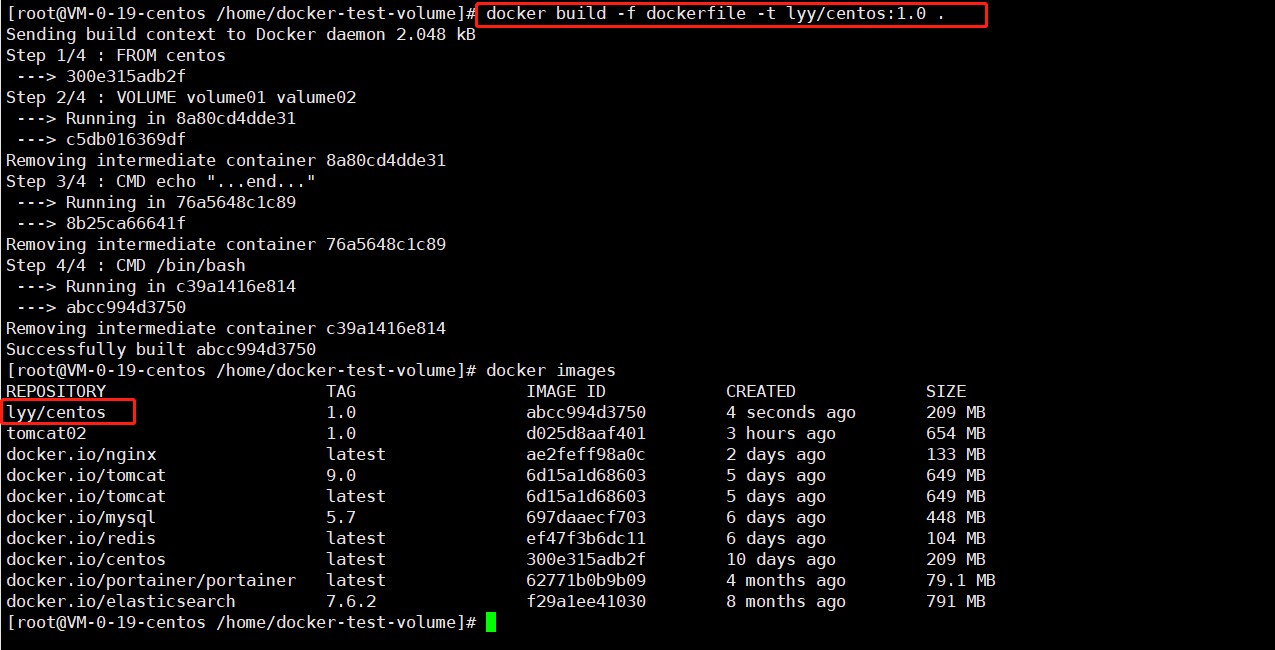 [root@VM-0-19-centos /home/docker-test-volume]# docker build -f dockerfile -t lyy/centos:1.0 .
Sending build context to Docker daemon 2.048 kB
Step 1/4 : FROM centos
 ---> 300e315adb2f
Step 2/4 : VOLUME volume01 valume02
 ---> Running in 8a80cd4dde31
 ---> c5db016369df
Removing intermediate container 8a80cd4dde31
Step 3/4 : CMD echo "...end..."
 ---> Running in 76a5648c1c89
 ---> 8b25ca66641f
Removing intermediate container 76a5648c1c89
Step 4/4 : CMD /bin/bash
 ---> Running in c39a1416e814
 ---> abcc994d3750
Removing intermediate container c39a1416e814
Successfully built abcc994d3750
[root@VM-0-19-centos /home/docker-test-volume]# docker images
REPOSITORY                      TAG                 IMAGE ID            CREATED             SIZE
lyy/centos                      1.0                 abcc994d3750        4 seconds ago       209 MB
tomcat02                        1.0                 d025d8aaf401        3 hours ago         654 MB
docker.io/nginx                 latest              ae2feff98a0c        2 days ago          133 MB
docker.io/tomcat                9.0                 6d15a1d68603        5 days ago          649 MB
docker.io/tomcat                latest              6d15a1d68603        5 days ago          649 MB
docker.io/mysql                 5.7                 697daaecf703        6 days ago          448 MB
docker.io/redis                 latest              ef47f3b6dc11        6 days ago          104 MB
docker.io/centos                latest              300e315adb2f        10 days ago         209 MB
docker.io/portainer/portainer   latest              62771b0b9b09        4 months ago        79.1 MB
docker.io/elasticsearch         7.6.2               f29a1ee41030        8 months ago        791 MB
[root@VM-0-19-centos /home/docker-test-volume]#